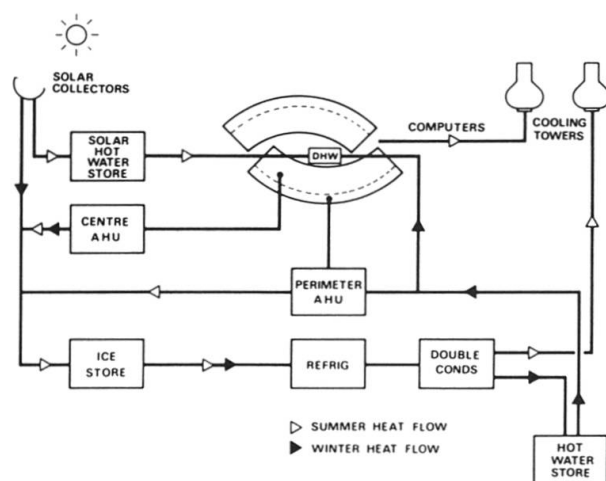 SOLAR
COLLECTORS
SOLAR
HOT
WATER
STORE
DHW
COMPUTERS
COOLING
TOWERS
CENTRE
AHU
PERIMETER
AHU
ICE
STORE
REFRIG
DOUBLE
CONDS
SUMMER HEAT FLOW
WINTER HEAT FLOW
HOT
WATER
STORE